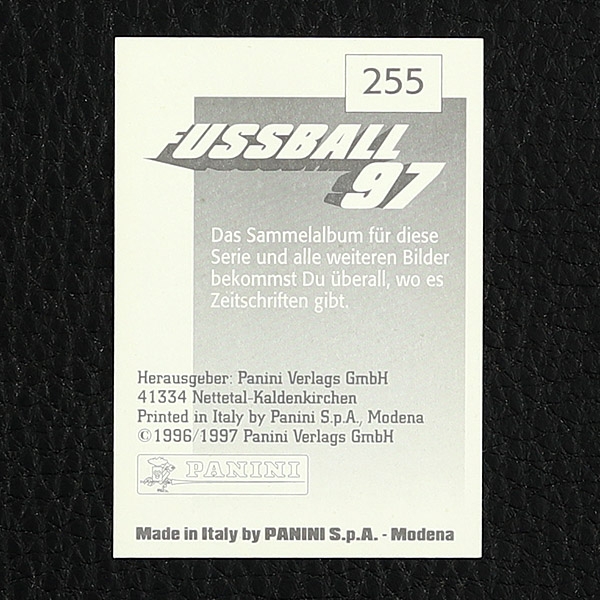 255
FUSSBALL
97
Das Sammelalbum für diese
Serie und alle weiteren Bilder
bekommst Du überall, wo es
Zeitschriften gibt.
Herausgeber: Panini Verlags GmbH
41334 Nettetal-Kaldenkirchen
Printed in Italy by Panini S.p.A., Modena
©1996/1997 Panini Verlags GmbH
PANINI
Made in Italy by PANINI S.p.A. - Modena